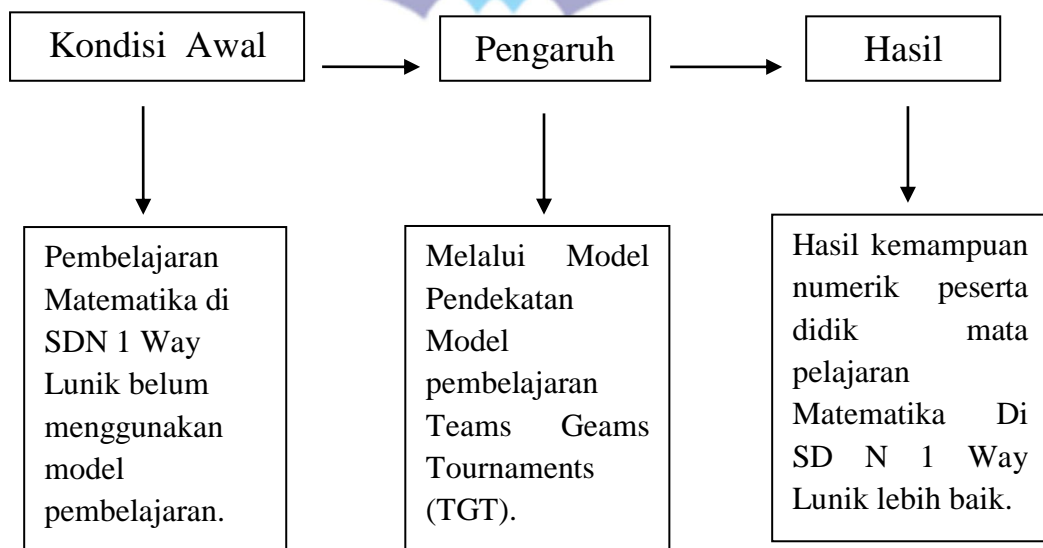 Kondisi Awal
Pengaruh
Hasil
Pembelajaran
Matematika di
SDN 1 Way
Lunik belum
menggunakan
model
pembelajaran.
Melalui Model
Pendekatan
Model
pembelajaran
Teams Geams
Tournaments
(TGT).
Hasil kemampuan
numerik peserta
didik mata
pelajaran
Matematika Di
SD N 1 Way
Lunik lebih baik.